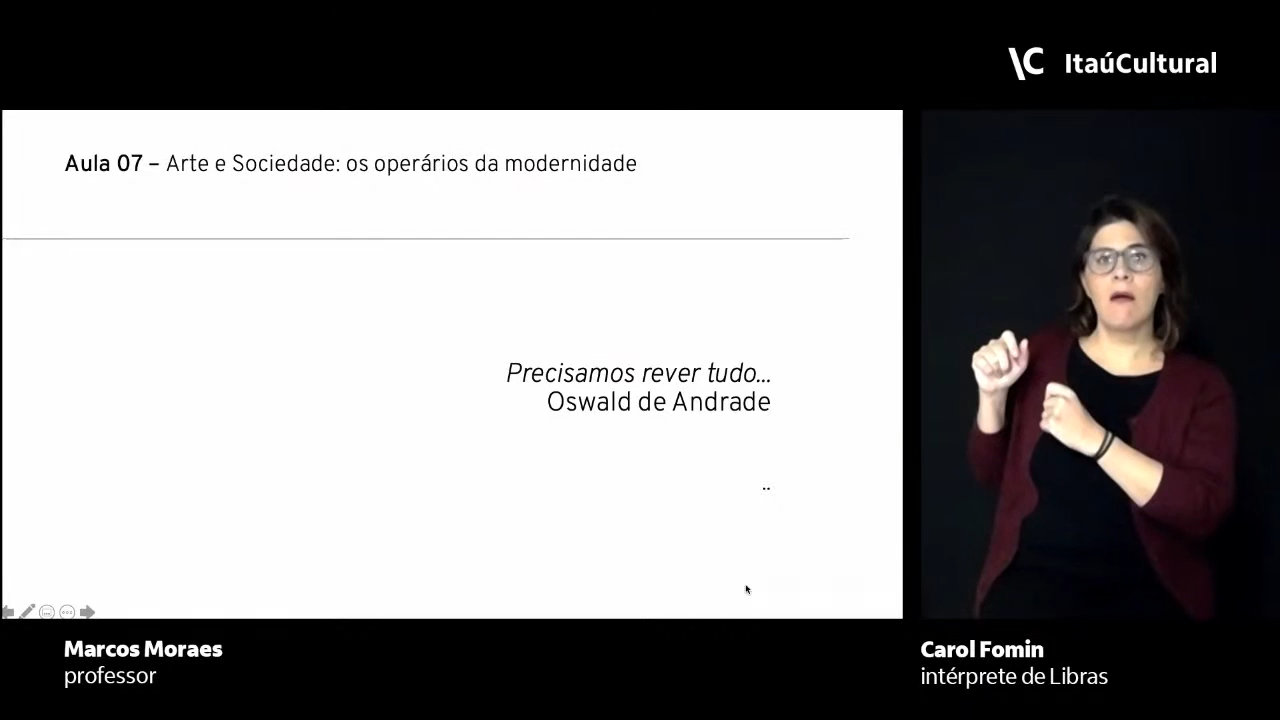 \C ItaúCultural
Aula 07 – Arte e Sociedade: os operários da modernidade
Precisamos rever tudo...
Oswald de Andrade
..
Marcos Moraes
professor
Carol Fomin
intérprete de Libras